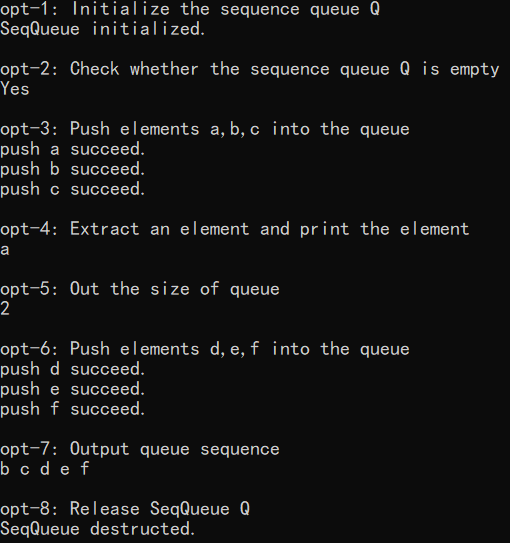 opt-1: Initialize the sequence queue Q
SeqQueue initialized.
opt-2: Check whether the sequence queue Q is empty
Yes
opt-3: Push elements a,b,c into the queue
push a succeed.
push b succeed.
push c succeed.
opt-4: Extract an element and print the element
a
opt-5: Out the size of queue
2
opt-6: Push elements d,e,f into the queue
push d succeed.
push e succeed.
push f succeed.
opt-7: Output queue sequence
b c d e f
opt-8: Release SeqQueue Q
SeqQueue destructed.